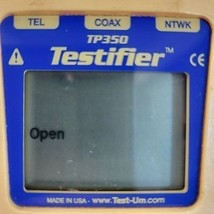 TEL COAX NTWK
TP350
Testifier™
CE
Open
MADE IN USA - www.Test-Um.com